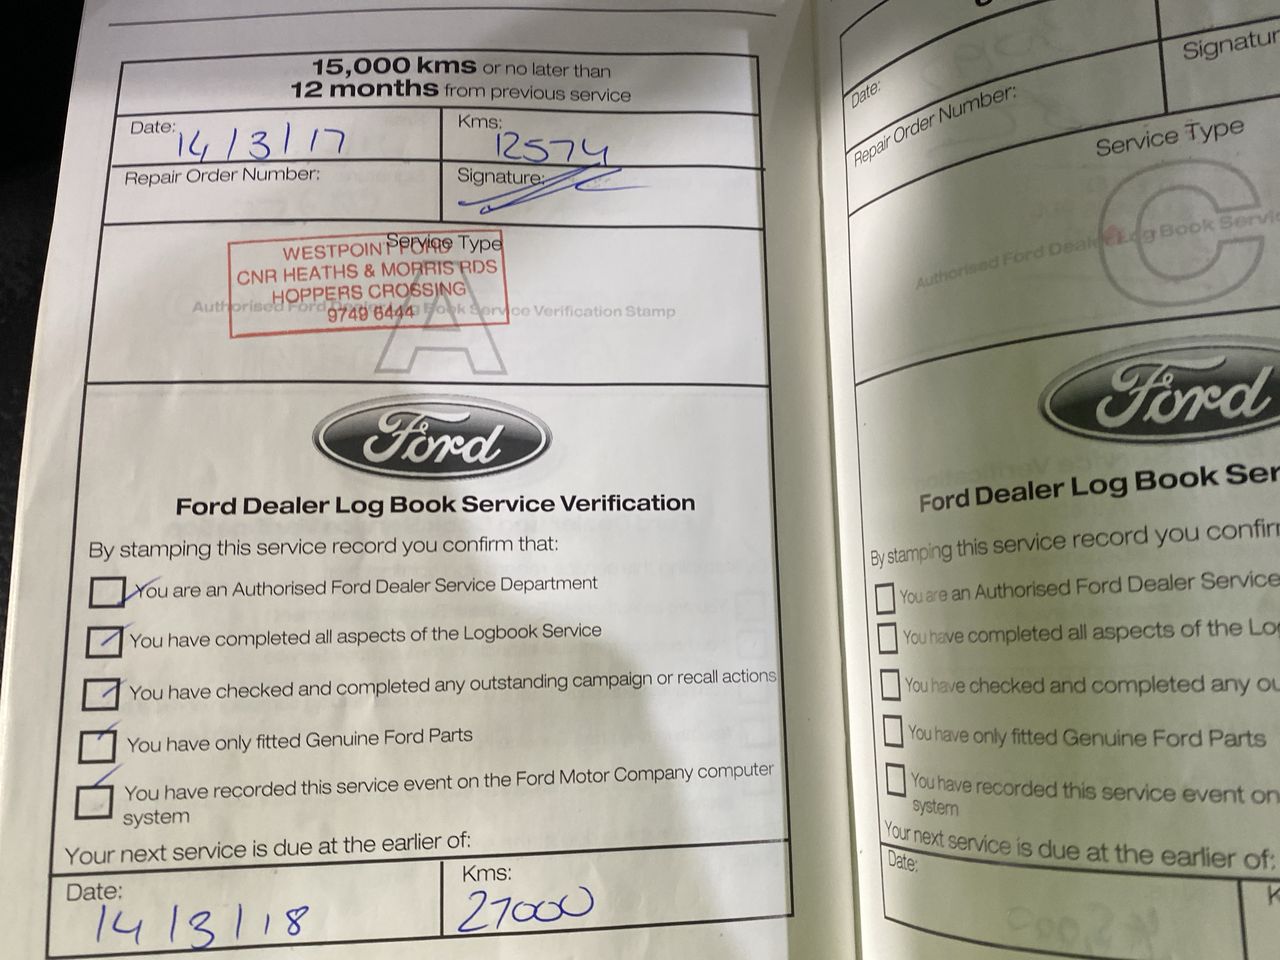 15,000 kms or no later than
12 months from previous service
Date: 14/3/17
Kms: 12574
Repair Order Number:
Signature:
Service Type
WESTPOINT FORD
CNR HEATHS & MORRIS RDS
HOPPERS CROSSING
9749 6444
A
Authorised Ford Dealer Log Book Service Verification Stamp
Ford
Ford Dealer Log Book Service Verification
By stamping this service record you confirm that:
You are an Authorised Ford Dealer Service Department
You have completed all aspects of the Logbook Service
You have checked and completed any outstanding campaign or recall actions
You have only fitted Genuine Ford Parts
You have recorded this service event on the Ford Motor Company computer
system
Your next service is due at the earlier of:
Date: 14/3/18
Kms: 27000
Date:
Signatur
Repair Order Number:
Service Type
C
Authorised Ford Dealer Log Book Servi
Ford
Ford Dealer Log Book Ser
By stamping this service record you confir
You are an Authorised Ford Dealer Service
You have completed all aspects of the Lo
You have checked and completed any ou
You have only fitted Genuine Ford Parts
You have recorded this service event on
system
Your next service is due at the earlier of:
Date:
K